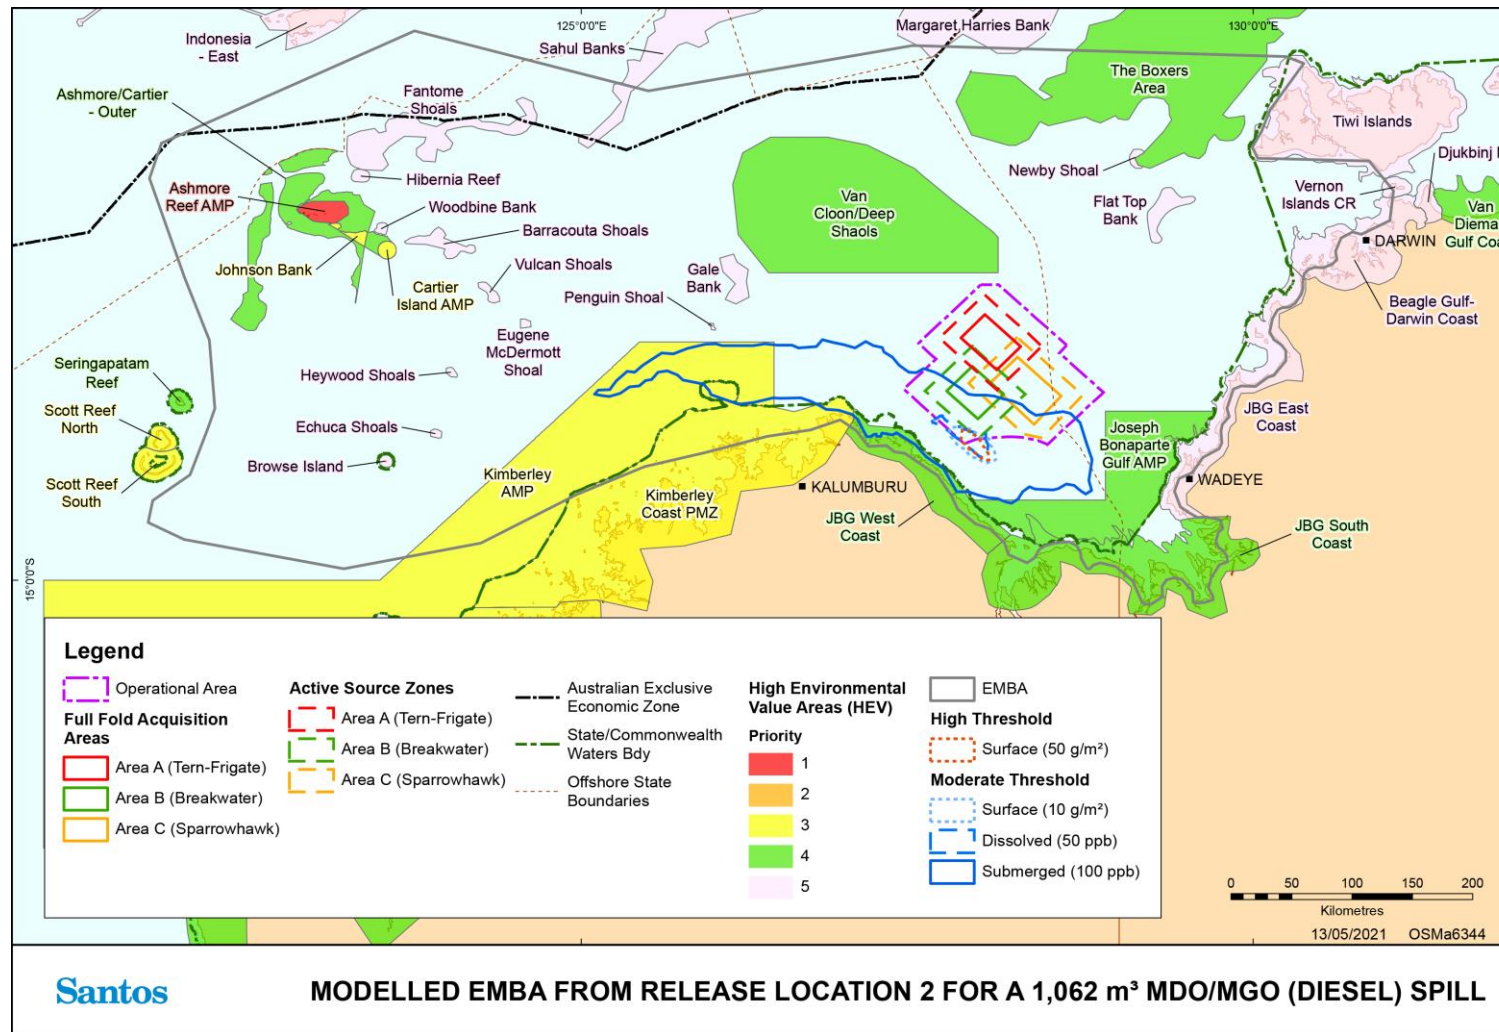 125°0'0"E
130°0'0"E
Indonesia
- East
Sahul Banks
Margaret Harries Bank
Ashmore/Cartier
- Outer
Fantome
Shoals
The Boxers
Area
Tiwi Islands
Ashmore
Reef AMP
Hibernia Reef
Newby Shoal
Djukbinj
Woodbine Bank
Van
Cloon/Deep
Shaols
Flat Top
Bank
Vernon
Islands CR
Van
Diemen
Gulf Coa
Barracouta Shoals
DARWIN
Johnson Bank
Vulcan Shoals
Gale
Bank
Cartier
Island AMP
Penguin Shoal
Beagle Gulf-
Darwin Coast
Eugene
McDermott
Shoal
Seringapatam
Reef
Heywood Shoals
Scott Reef
North
JBG East
Coast
Echuca Shoals
Joseph
Bonaparte
Gulf AMP
Browse Island
Kimberley
AMP
Scott Reef
South
KALUMBURU
WADEYE
Kimberley
Coast PMZ
JBG West
Coast
JBG South
Coast
15°0'0"S
Legend
Operational Area
Full Fold Acquisition
Areas
Area A (Tern-Frigate)
Area B (Breakwater)
Area C (Sparrowhawk)
Active Source Zones
Area A (Tern-Frigate)
Area B (Breakwater)
Area C (Sparrowhawk)
Australian Exclusive
Economic Zone
State/Commonwealth
Waters Bdy
Offshore State
Boundaries
High Environmental
Value Areas (HEV)
Priority
1
2
3
4
5
EMBA
High Threshold
Surface (50 g/m²)
Moderate Threshold
Surface (10 g/m²)
Dissolved (50 ppb)
Submerged (100 ppb)
0 50 100 150 200
Kilometres
13/05/2021 OSMa6344
Santos
MODELLED EMBA FROM RELEASE LOCATION 2 FOR A 1,062 m³ MDO/MGO (DIESEL) SPILL